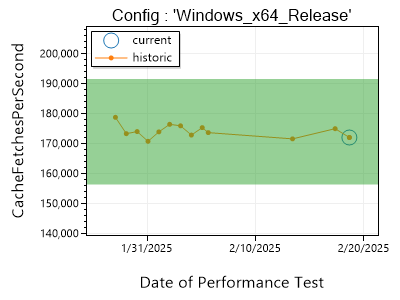 Config : 'Windows_x64_Release'
current
historic
CacheFetchesPerSecond
200,000
190,000
180,000
170,000
160,000
150,000
140,000
1/31/2025
2/10/2025
2/20/2025
Date of Performance Test